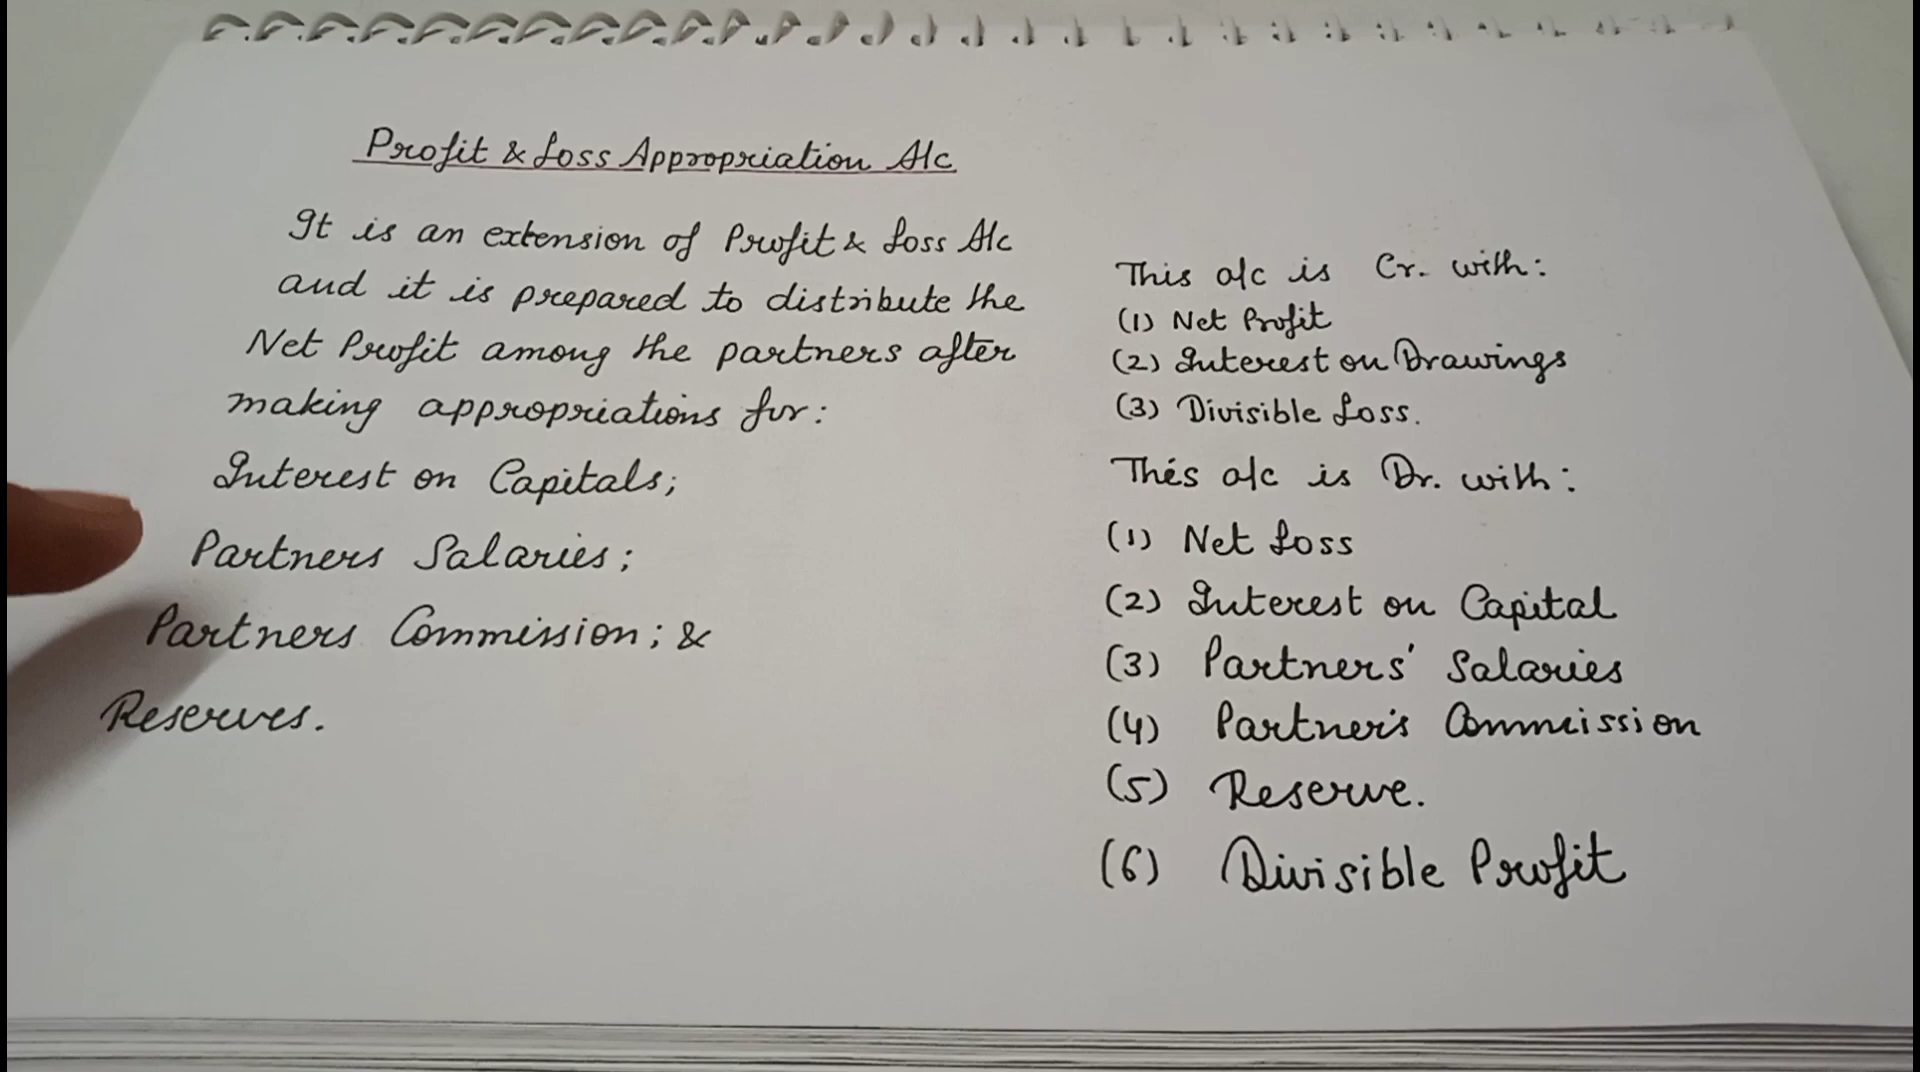 Profit & Loss Appropriation A/c
It is an extension of Profit & Loss A/c
and it is prepared to distribute the
Net Profit among the partners after
making appropriations for:
Interest on Capitals;
Partners Salaries;
Partners Commission; &
Reserves.
This a/c is Cr. with:
(1) Net Profit
(2) Interest on Drawings
(3) Divisible Loss.
This a/c is Dr. with:
(1) Net Loss
(2) Interest on Capital
(3) Partners' Salaries
(4) Partner's Commission
(5) Reserve.
(6) Divisible Profit